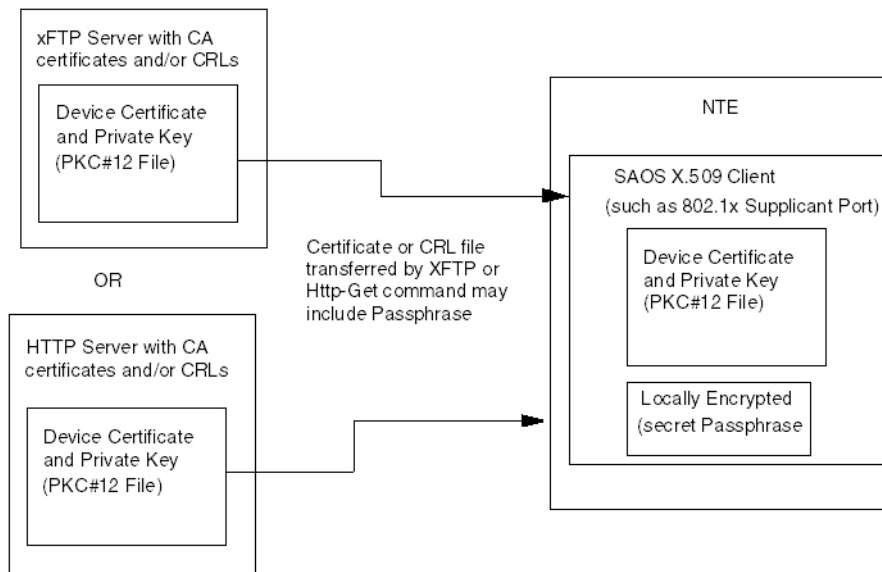 xFTP Server with CA
certificates and/or CRLs
Device Certificate
and Private Key
(PKC#12 File)
OR
HTTP Server with CA
certificates and/or CRLs
Device Certificate
and Private Key
(PKC#12 File)
Certificate or CRL file
transferred by XFTP or
Http-Get command may
include Passphrase
NTE
SAOS X.509 Client
(such as 802.1x Supplicant Port)
Device Certificate
and Private Key
(PKC#12 File)
Locally Encrypted
(secret Passphrase